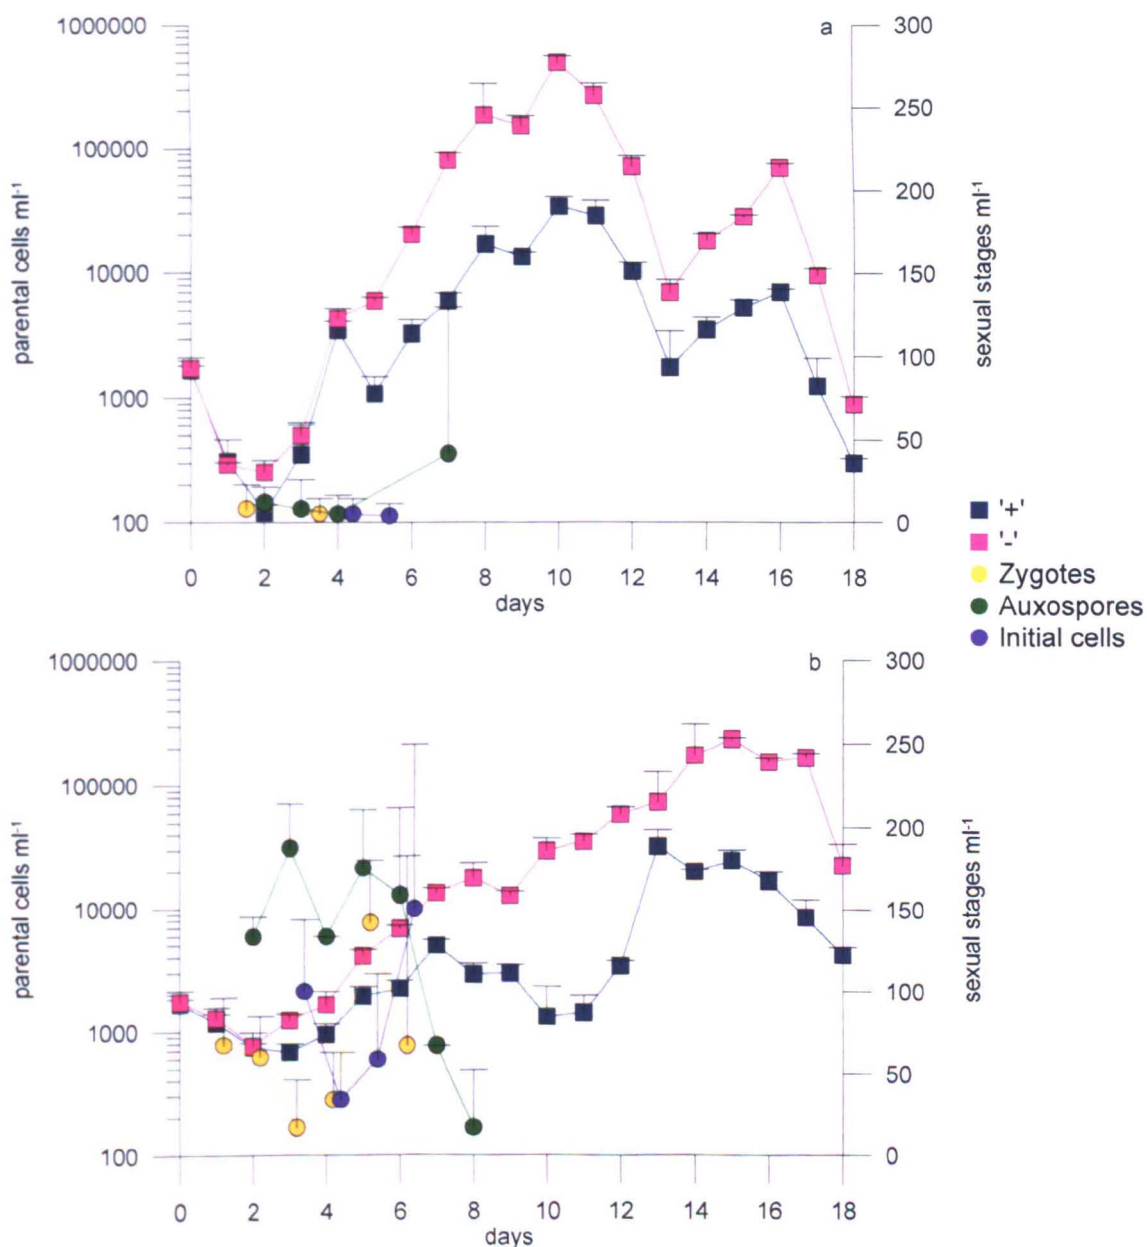 a
1000000
100000
10000
1000
100
parental cells ml-1
300
250
200
150
100
50
0
sexual stages ml-1
0 2 4 6 8 10 12 14 16 18
days
'+'
'-'
Zygotes
Auxospores
Initial cells
b
1000000
100000
10000
1000
100
parental cells ml-1
300
250
200
150
100
50
0
sexual stages ml-1
0 2 4 6 8 10 12 14 16 18
days